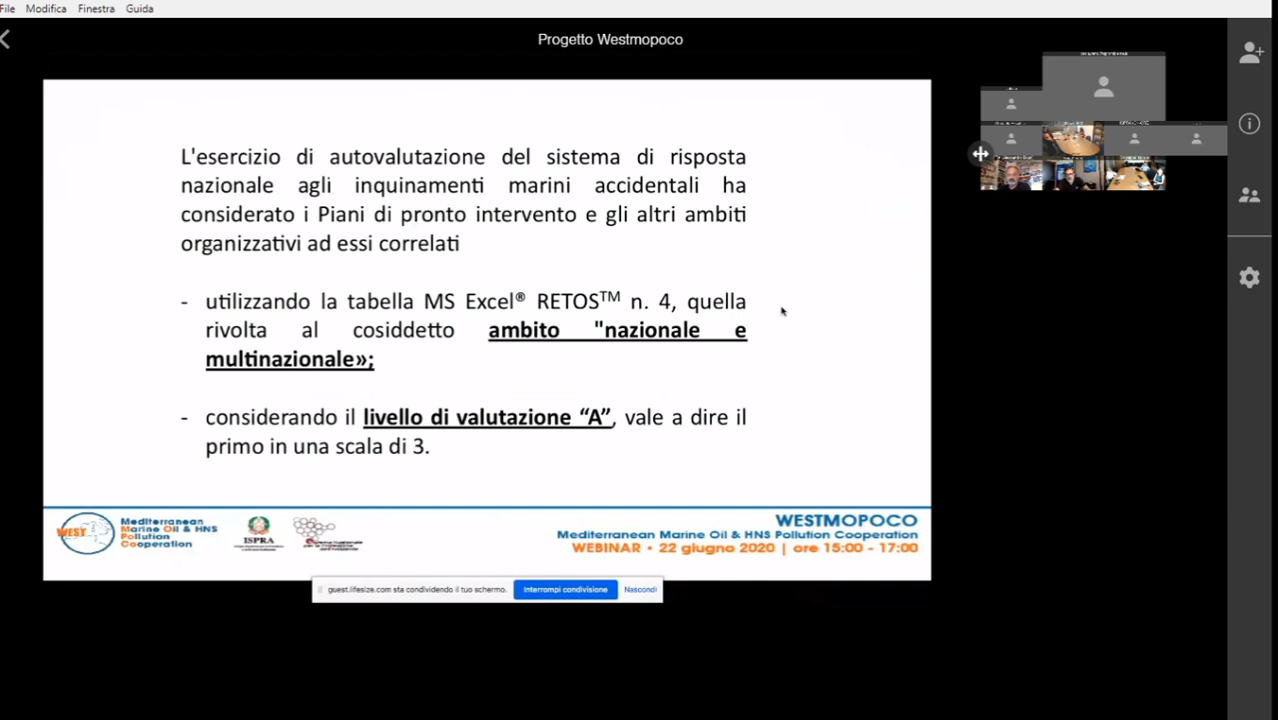 File Modifica Finestra Guida
Progetto Westmopoco
L'esercizio di autovalutazione del sistema di risposta
nazionale agli inquinamenti marini accidentali ha
considerato i Piani di pronto intervento e gli altri ambiti
organizzativi ad essi correlati
- utilizzando la tabella MS Excel® RETOS™ n. 4, quella
rivolta al cosiddetto ambito "nazionale e
multinazionale»;
- considerando il livello di valutazione “A”, vale a dire il
primo in una scala di 3.
WEST
Mediterranean
Marine Oil & HNS
Pollution
Cooperation
ISPRA
WESTMOPOCO
Mediterranean Marine Oil & HNS Pollution Cooperation
WEBINAR • 22 giugno 2020 | ore 15:00 - 17:00
guest.lifesize.com sta condividendo il tuo schermo. Interrompi condivisione Nascondi